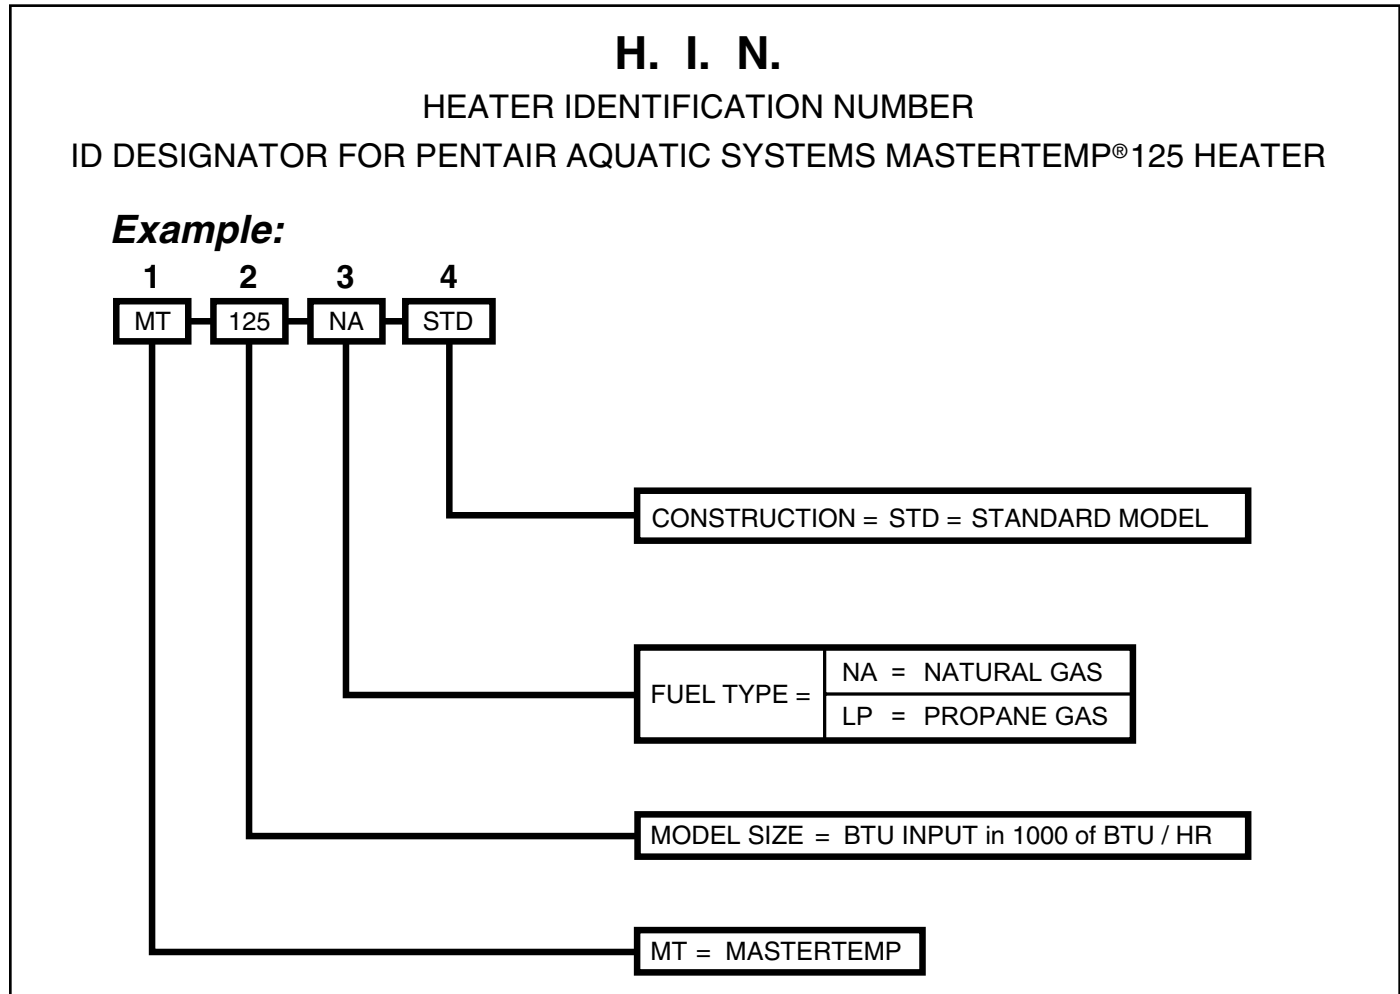 H. I. N.
HEATER IDENTIFICATION NUMBER
ID DESIGNATOR FOR PENTAIR AQUATIC SYSTEMS MASTERTEMP® 125 HEATER
Example:
1 2 3 4
MT 125 NA STD
CONSTRUCTION = STD = STANDARD MODEL
FUEL TYPE =
NA = NATURAL GAS
LP = PROPANE GAS
MODEL SIZE = BTU INPUT in 1000 of BTU / HR
MT = MASTERTEMP